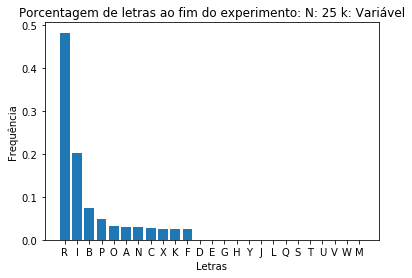 Porcentagem de letras ao fim do experimento: N: 25 k: Variável
0.5
0.4
0.3
0.2
0.1
0.0
Frequência
R I B P O A N C X K F D E G H Y J L Q S T U V W M
Letras